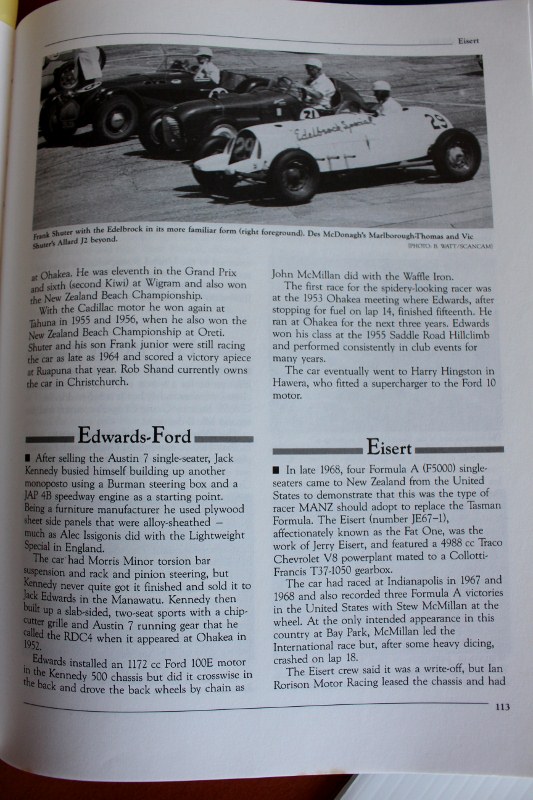 Eisert
Edelbrock Special
29
71
29
Frank Shuter with the Edelbrock in its more familiar form (right foreground). Des McDonagh's Marlborough-Thomas and Vic
Shuter's Allard J2 beyond.
(PHOTO: B. WATT/SCANCAM)
at Ohakea. He was eleventh in the Grand Prix
and sixth (second Kiwi) at Wigram and also won
the New Zealand Beach Championship.
With the Cadillac motor he won again at
Tahuna in 1955 and 1956, when he also won the
New Zealand Beach Championship at Oreti.
Shuter and his son Frank junior were still racing
the car as late as 1964 and scored a victory apiece
at Ruapuna that year. Rob Shand currently owns
the car in Christchurch.
Edwards-Ford
■ After selling the Austin 7 single-seater, Jack
Kennedy busied himself building up another
monoposto using a Burman steering box and a
JAP 4B speedway engine as a starting point.
Being a furniture manufacturer he used plywood
sheet side panels that were alloy-sheathed –
much as Alec Issigonis did with the Lightweight
Special in England.
The car had Morris Minor torsion bar
suspension and rack and pinion steering, but
Kennedy never quite got it finished and sold it to
Jack Edwards in the Manawatu. Kennedy then
built up a slab-sided, two-seat sports with a chip-
cutter grille and Austin 7 running gear that he
called the RDC4 when it appeared at Ohakea in
1952.
Edwards installed an 1172 cc Ford 100E motor
in the Kennedy 500 chassis but did it crosswise in
the back and drove the back wheels by chain as
John McMillan did with the Waffle Iron.
The first race for the spidery-looking racer was
at the 1953 Ohakea meeting where Edwards, after
stopping for fuel on lap 14, finished fifteenth. He
ran at Ohakea for the next three years. Edwards
won his class at the 1955 Saddle Road Hillclimb
and performed consistently in club events for
many years.
The car eventually went to Harry Hingston in
Hawera, who fitted a supercharger to the Ford 10
motor.
Eisert
■ In late 1968, four Formula A (F5000) single-
seaters came to New Zealand from the United
States to demonstrate that this was the type of
racer MANZ should adopt to replace the Tasman
Formula. The Eisert (number JE67–1),
affectionately known as the Fat One, was the
work of Jerry Eisert, and featured a 4988 cc Traco
Chevrolet V8 powerplant mated to a Collotti-
Francis T37-1050 gearbox.
The car had raced at Indianapolis in 1967 and
1968 and also recorded three Formula A victories
in the United States with Stew McMillan at the
wheel. At the only intended appearance in this
country at Bay Park, McMillan led the
International race but, after some heavy dicing,
crashed on lap 18.
The Eisert crew said it was a write-off, but Ian
Rorison Motor Racing leased the chassis and had
113